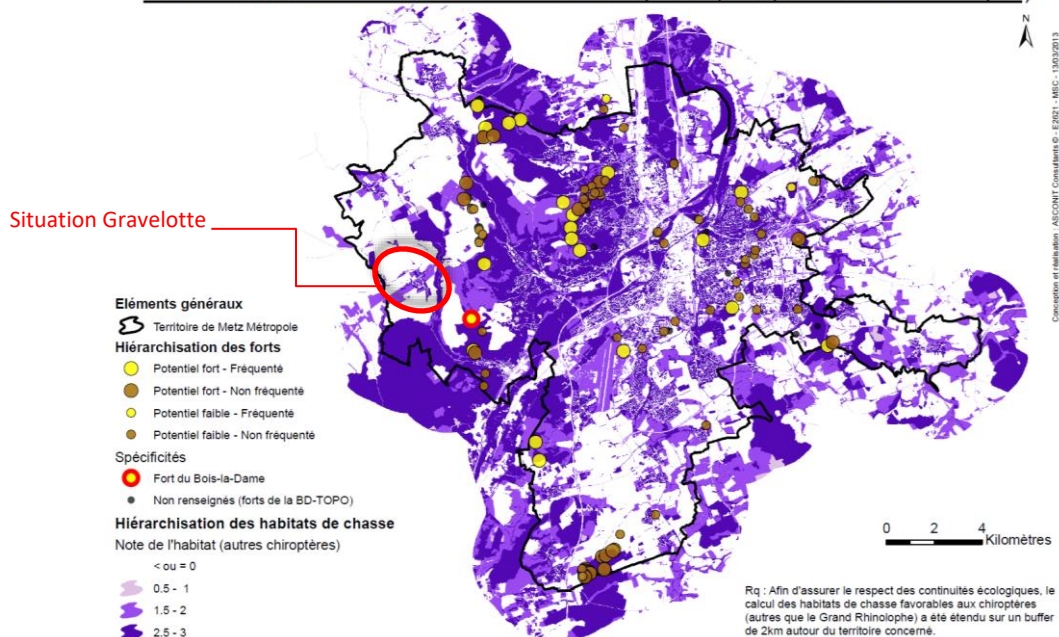 N
Conception et réalisation : ASCONIT Consultants © - E2621 - MSC - 13/03/2013
Situation Gravelotte
Eléments généraux
Territoire de Metz Métropole
Hiérarchisation des forts
Potentiel fort - Fréquenté
Potentiel fort - Non fréquenté
Potentiel faible - Fréquenté
Potentiel faible - Non fréquenté
Spécificités
Fort du Bois-la-Dame
Non renseignés (forts de la BD-TOPO)
Hiérarchisation des habitats de chasse
Note de l'habitat (autres chiroptères)
< ou = 0
0.5 - 1
1.5 - 2
2.5 - 3
0 2 4
Kilomètres
Rq : Afin d'assurer le respect des continuités écologiques, le
calcul des habitats de chasse favorables aux chiroptères
(autres que le Grand Rhinolophe) a été étendu sur un buffer
de 2km autour du territoire concerné.